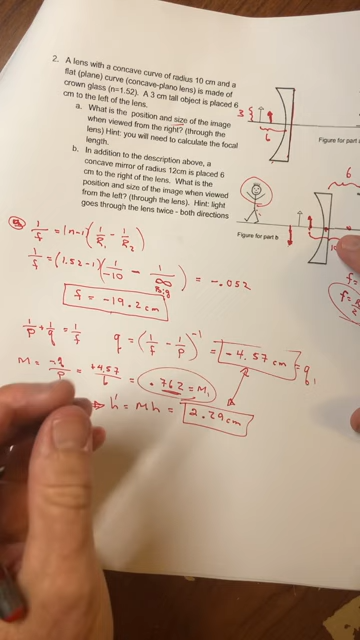 2. A lens with a concave curve of radius 10 cm and a
flat (plane) curve (concave-plano lens) is made of
crown glass (n=1.52). A 3 cm tall object is placed 6
cm to the left of the lens.
a. What is the position and size of the image
when viewed from the right? (through the
lens) Hint: you will need to calculate the focal
length.
b. In addition to the description above, a
concave mirror of radius 12cm is placed 6
cm to the right of the lens. What is the
position and size of the image when viewed
from the left? (through the lens). Hint: light
goes through the lens twice - both directions
3
6
Figure for part
6
Figure for part b
1/f = (n-1)(1/R1 - 1/R2)
1/f = (1.52-1)(1/-10 - 1/∞) = -.052
Big
f = -19.2cm
1/p + 1/q = 1/f
q = (1/f - 1/p)^-1 = -4.57cm = q1
M = -q/p = +4.57/6 = .762 = M1
h' = Mh = 2.29cm